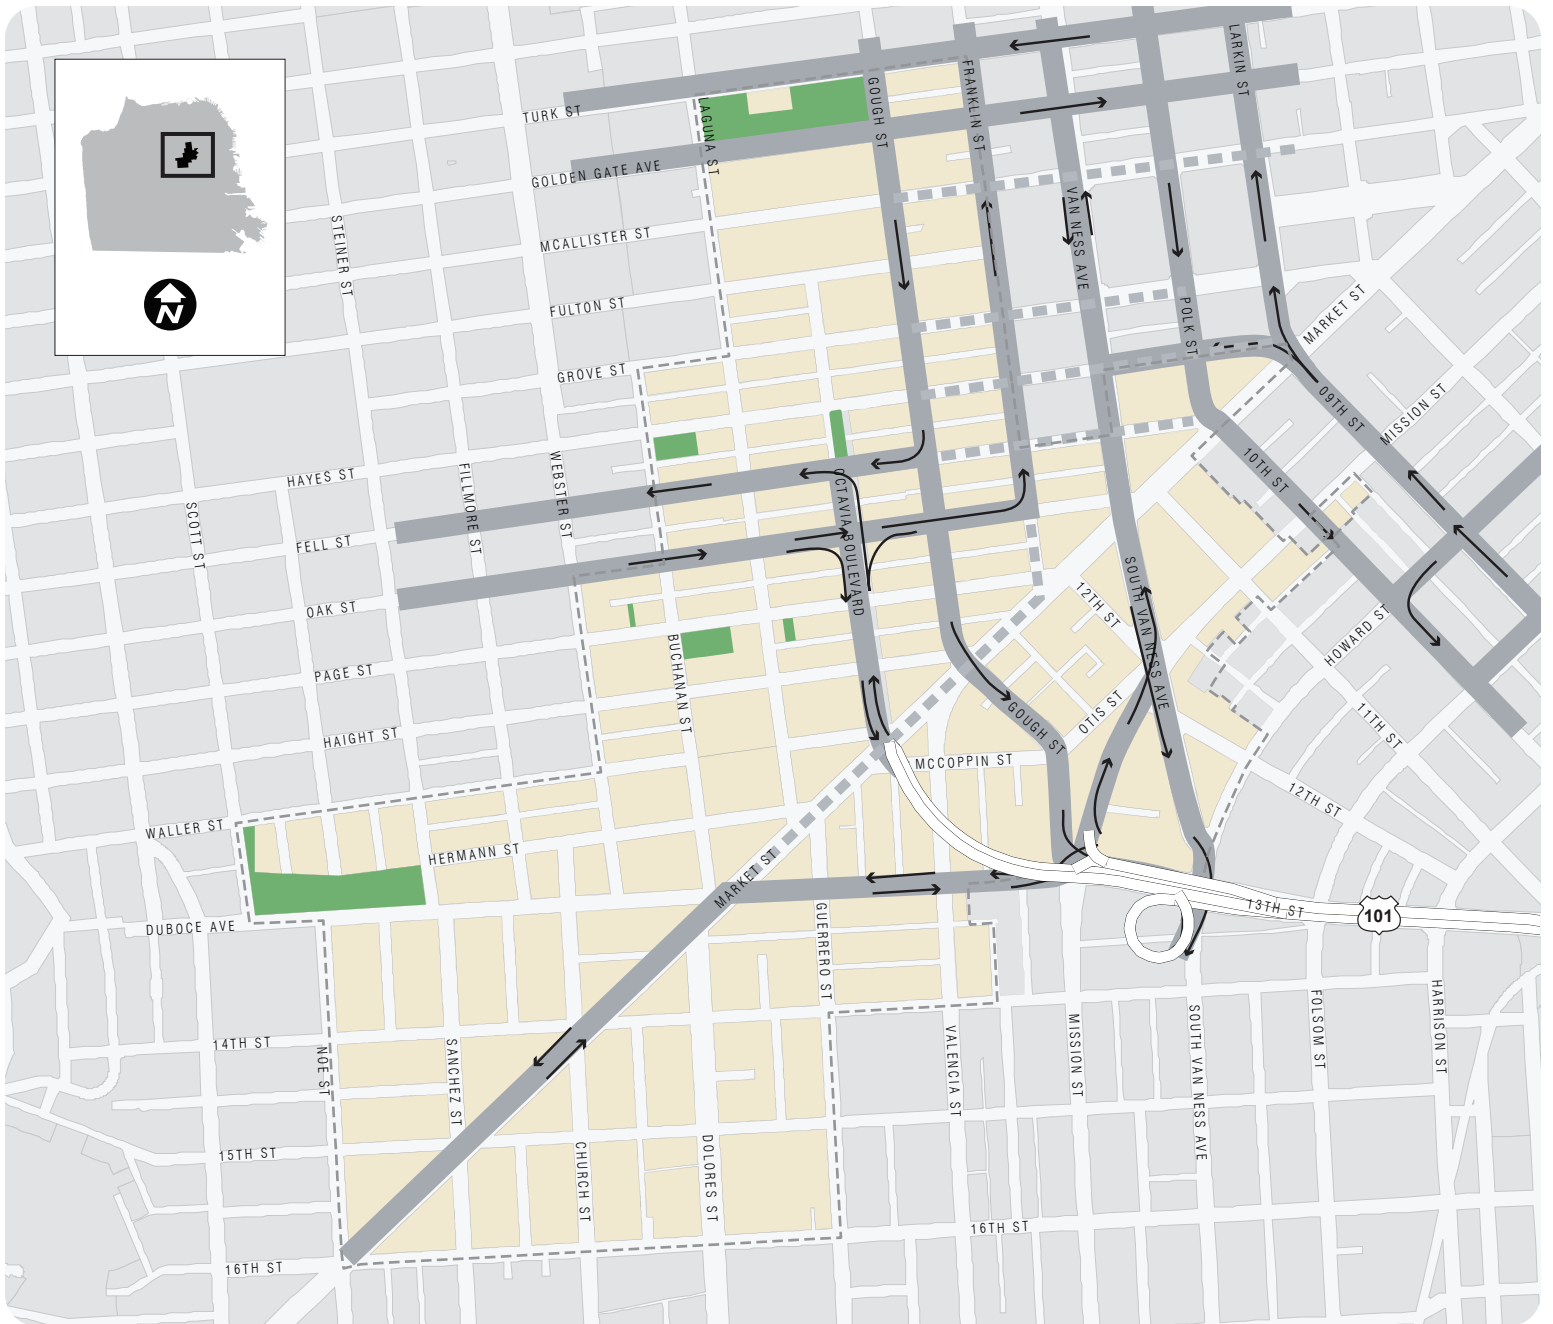 LARKIN ST
FRANKLIN ST
GOUGH ST
LAGUNA ST
TURK ST
GOLDEN GATE AVE
VAN NESS AVE
MCALLISTER ST
STEINER ST
FULTON ST
POLK ST
MARKET ST
GROVE ST
09TH ST
MISSION ST
10TH ST
HAYES ST
FILLMORE ST
WEBSTER ST
OCTAVIA BOULEVARD
SCOTT ST
FELL ST
SOUTH VAN NESS AVE
12TH ST
OAK ST
HOWARD ST
BUCHANAN ST
PAGE ST
OTIS ST
GOUGH ST
11TH ST
HAIGHT ST
MCCOPPIN ST
12TH ST
WALLER ST
HERMANN ST
MARKET ST
13TH ST
101
DUBOCE AVE
GUERRERO ST
N
14TH ST
NOE ST
SANCHEZ ST
VALENCIA ST
MISSION ST
SOUTH VAN NESS AVE
FOLSOM ST
HARRISON ST
15TH ST
CHURCH ST
DOLORES ST
16TH ST
16TH ST